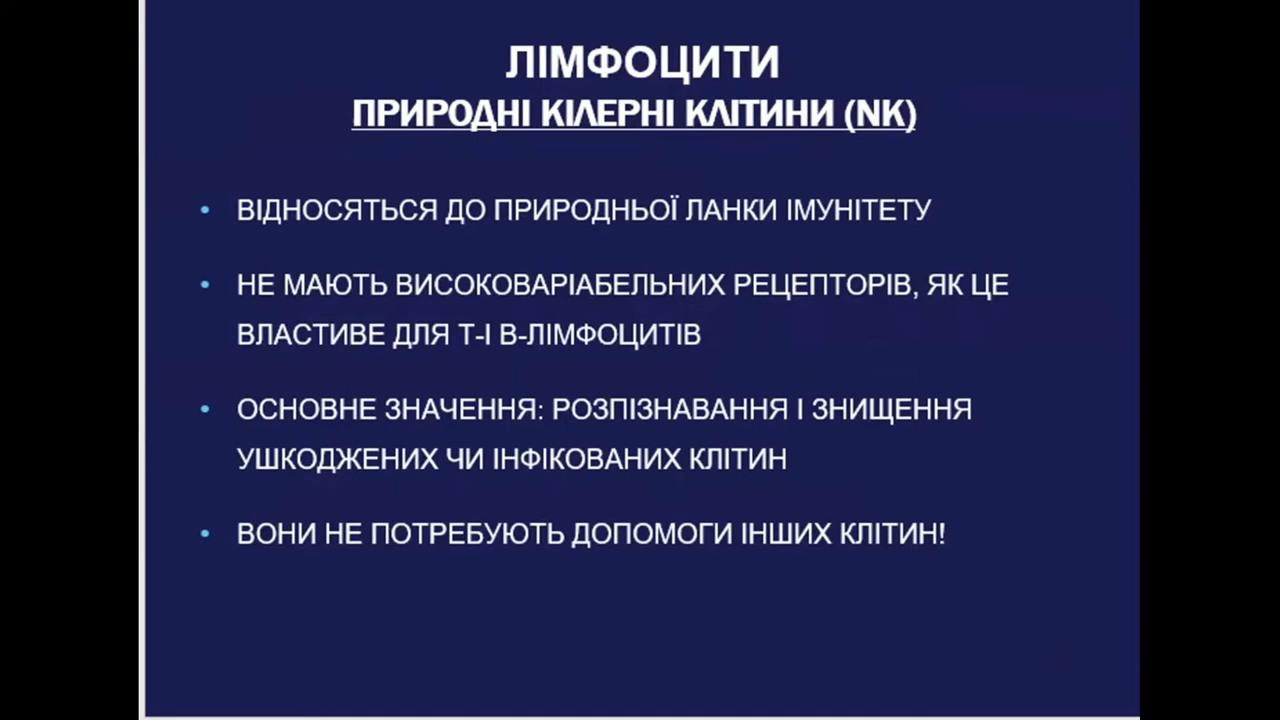 ЛІМФОЦИТИ
ПРИРОДНІ КІЛЕРНІ КЛІТИНИ (NK)
• ВІДНОСЯТЬСЯ ДО ПРИРОДНЬОЇ ЛАНКИ ІМУНІТЕТУ
• НЕ МАЮТЬ ВИСОКОВАРІАБЕЛЬНИХ РЕЦЕПТОРІВ, ЯК ЦЕ
ВЛАСТИВЕ ДЛЯ Т-І В-ЛІМФОЦИТІВ
• ОСНОВНЕ ЗНАЧЕННЯ: РОЗПІЗНАВАННЯ І ЗНИЩЕННЯ
УШКОДЖЕНИХ ЧИ ІНФІКОВАНИХ КЛІТИН
• ВОНИ НЕ ПОТРЕБУЮТЬ ДОПОМОГИ ІНШИХ КЛІТИН!